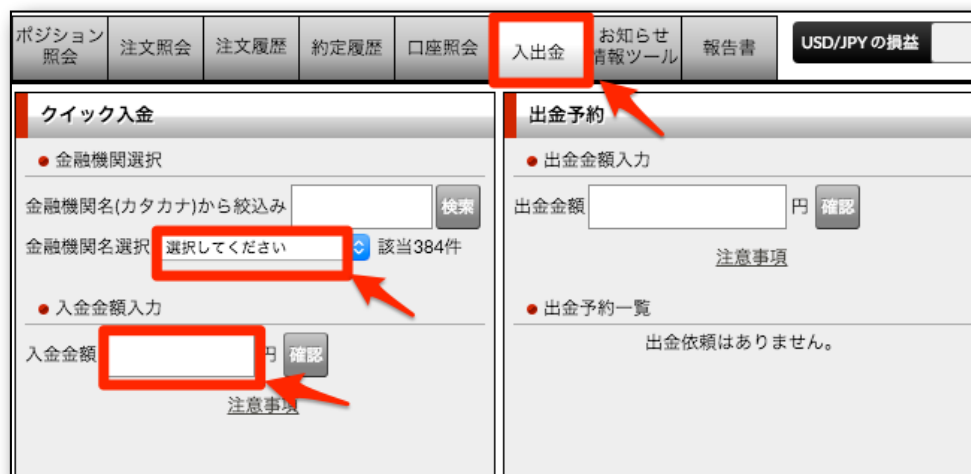 ポジション
照会
注文照会
注文履歴
約定履歴
口座照会
入出金
お知らせ
情報ツール
報告書
USD/JPYの損益
クイック入金
金融機関選択
金融機関名(カタカナ)から絞込み
検索
金融機関名選択 選択してください 該当384件
入金金額入力
入金金額 円 確認
注意事項
出金予約
出金金額入力
出金金額 円 確認
注意事項
出金予約一覧
出金依頼はありません。